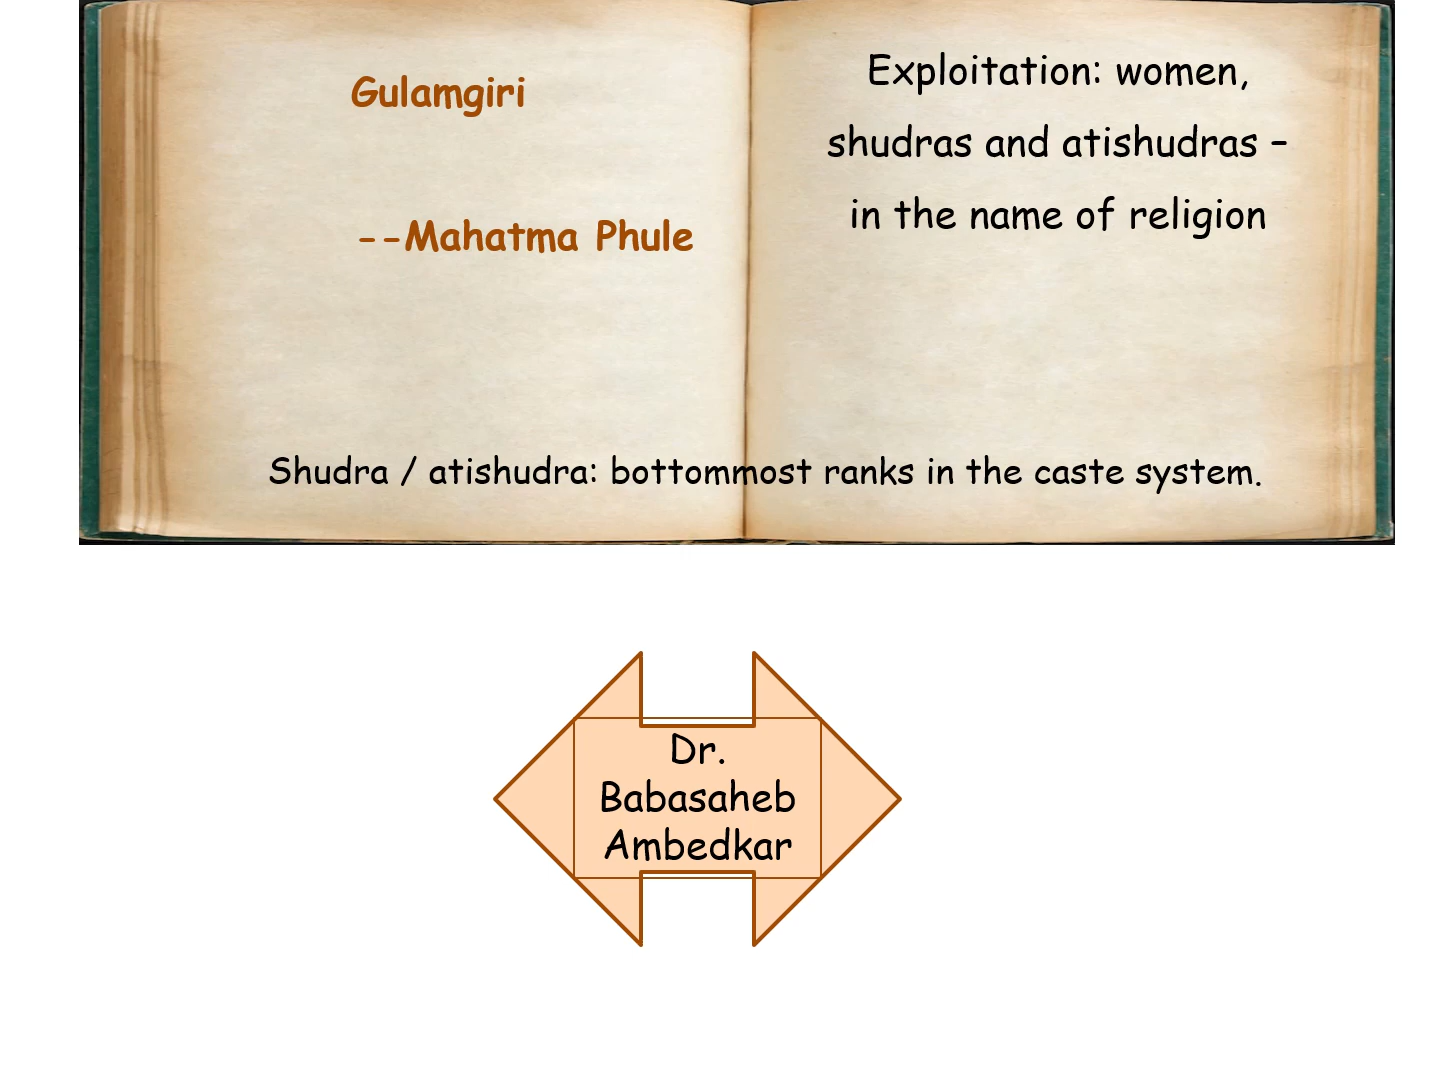 Gulamgiri
--Mahatma Phule
Exploitation: women,
shudras and atishudras –
in the name of religion
Shudra / atishudra: bottommost ranks in the caste system.
Dr.
Babasaheb
Ambedkar